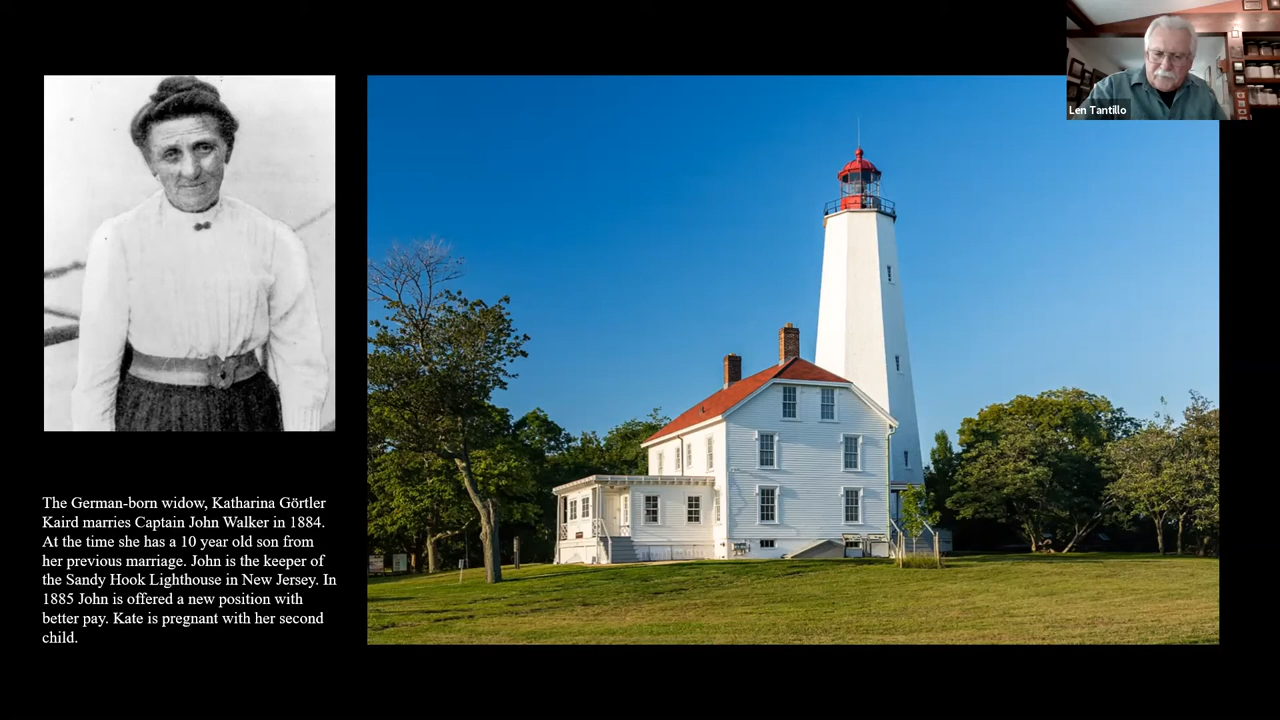 Len Tantillo
The German-born widow, Katharina Görtler
Kaird marries Captain John Walker in 1884.
At the time she has a 10 year old son from
her previous marriage. John is the keeper of
the Sandy Hook Lighthouse in New Jersey. In
1885 John is offered a new position with
better pay. Kate is pregnant with her second
child.